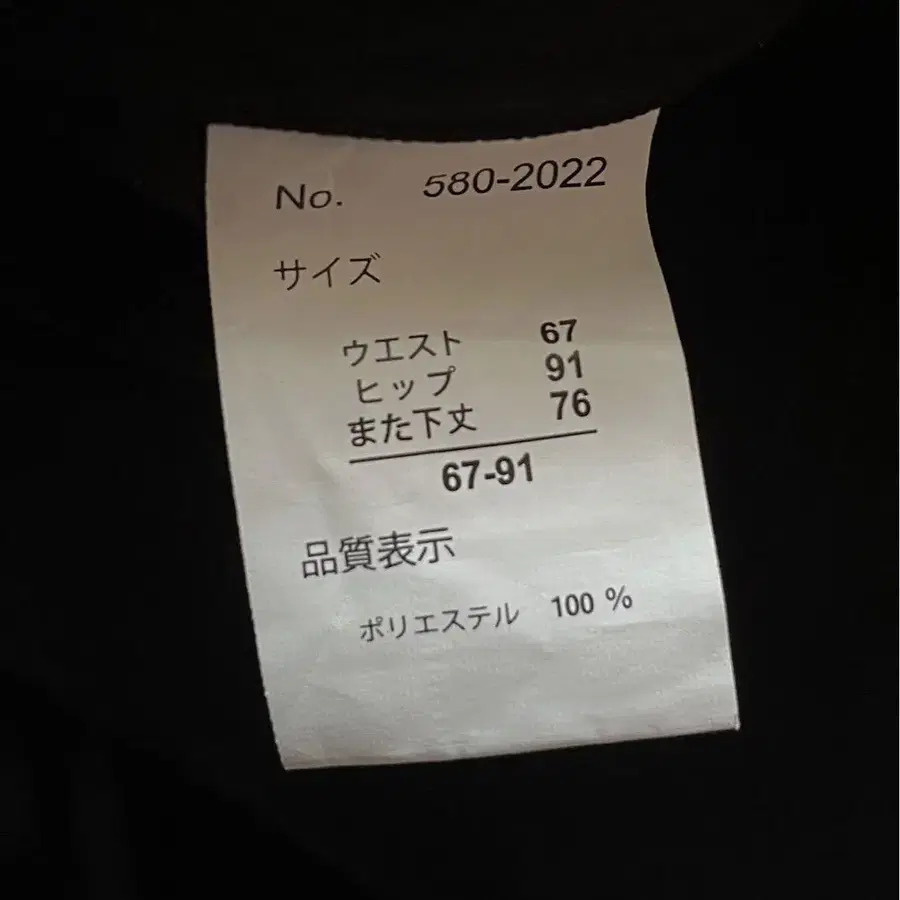 No. 580-2022
サイズ
ウエスト 67
ヒップ 91
また下丈 76
67-91
品質表示
ポリエステル 100 %